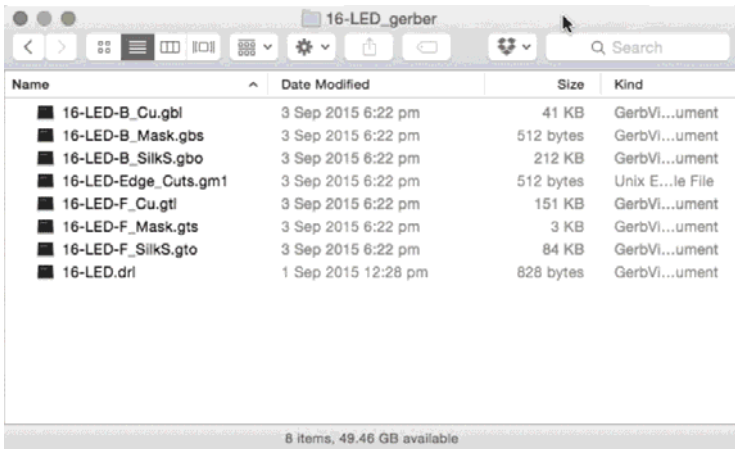 16-LED_gerber
Search
Name Date Modified Size Kind
16-LED-B_Cu.gbl 3 Sep 2015 6:22 pm 41 KB GerbVi...ument
16-LED-B_Mask.gbs 3 Sep 2015 6:22 pm 512 bytes GerbVi...ument
16-LED-B_SilkS.gbo 3 Sep 2015 6:22 pm 212 KB GerbVi...ument
16-LED-Edge_Cuts.gm1 3 Sep 2015 6:22 pm 512 bytes Unix E...le File
16-LED-F_Cu.gtl 3 Sep 2015 6:22 pm 151 KB GerbVi...ument
16-LED-F_Mask.gts 3 Sep 2015 6:22 pm 3 KB GerbVi...ument
16-LED-F_SilkS.gto 3 Sep 2015 6:22 pm 84 KB GerbVi...ument
16-LED.drl 1 Sep 2015 12:28 pm 828 bytes GerbVi...ument
8 items, 49.46 GB available